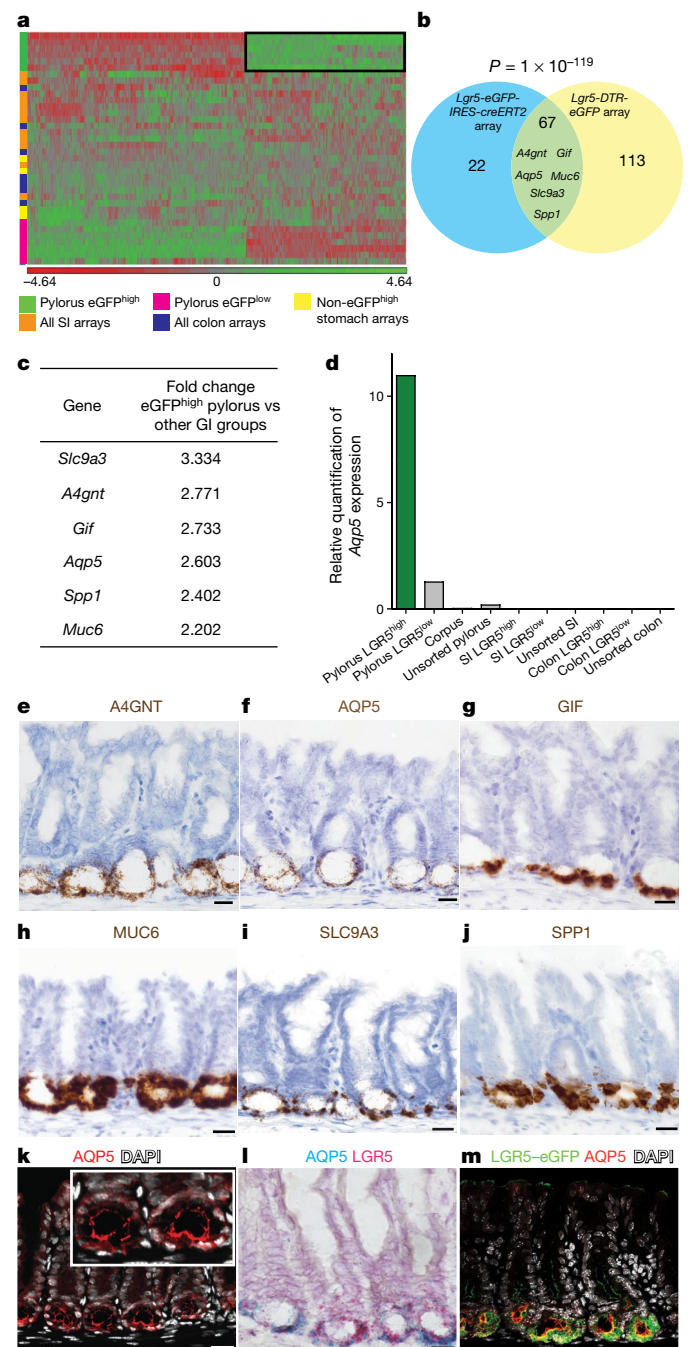 a
−4.64 0 4.64
Pylorus eGFPhigh
Pylorus eGFPlow
Non-eGFPhigh
stomach arrays
All SI arrays
All colon arrays
b
P = 1 × 10−119
Lgr5-eGFP-
IRES-creERT2
array
Lgr5-DTR-
eGFP array
67
22
113
A4gnt Gif
Aqp5 Muc6
Slc9a3
Spp1
c
Gene
Fold change
eGFPhigh pylorus vs
other GI groups
Slc9a3 3.334
A4gnt 2.771
Gif 2.733
Aqp5 2.603
Spp1 2.402
Muc6 2.202
d
Relative quantification of
Aqp5 expression
10
5
0
Pylorus LGR5high
Pylorus LGR5low
Corpus
Unsorted pylorus
SI LGR5high
SI LGR5low
Unsorted SI
Colon LGR5high
Colon LGR5low
Unsorted colon
e A4GNT
f AQP5
g GIF
h MUC6
i SLC9A3
j SPP1
k AQP5 DAPI
l AQP5 LGR5
m LGR5–eGFP AQP5 DAPI